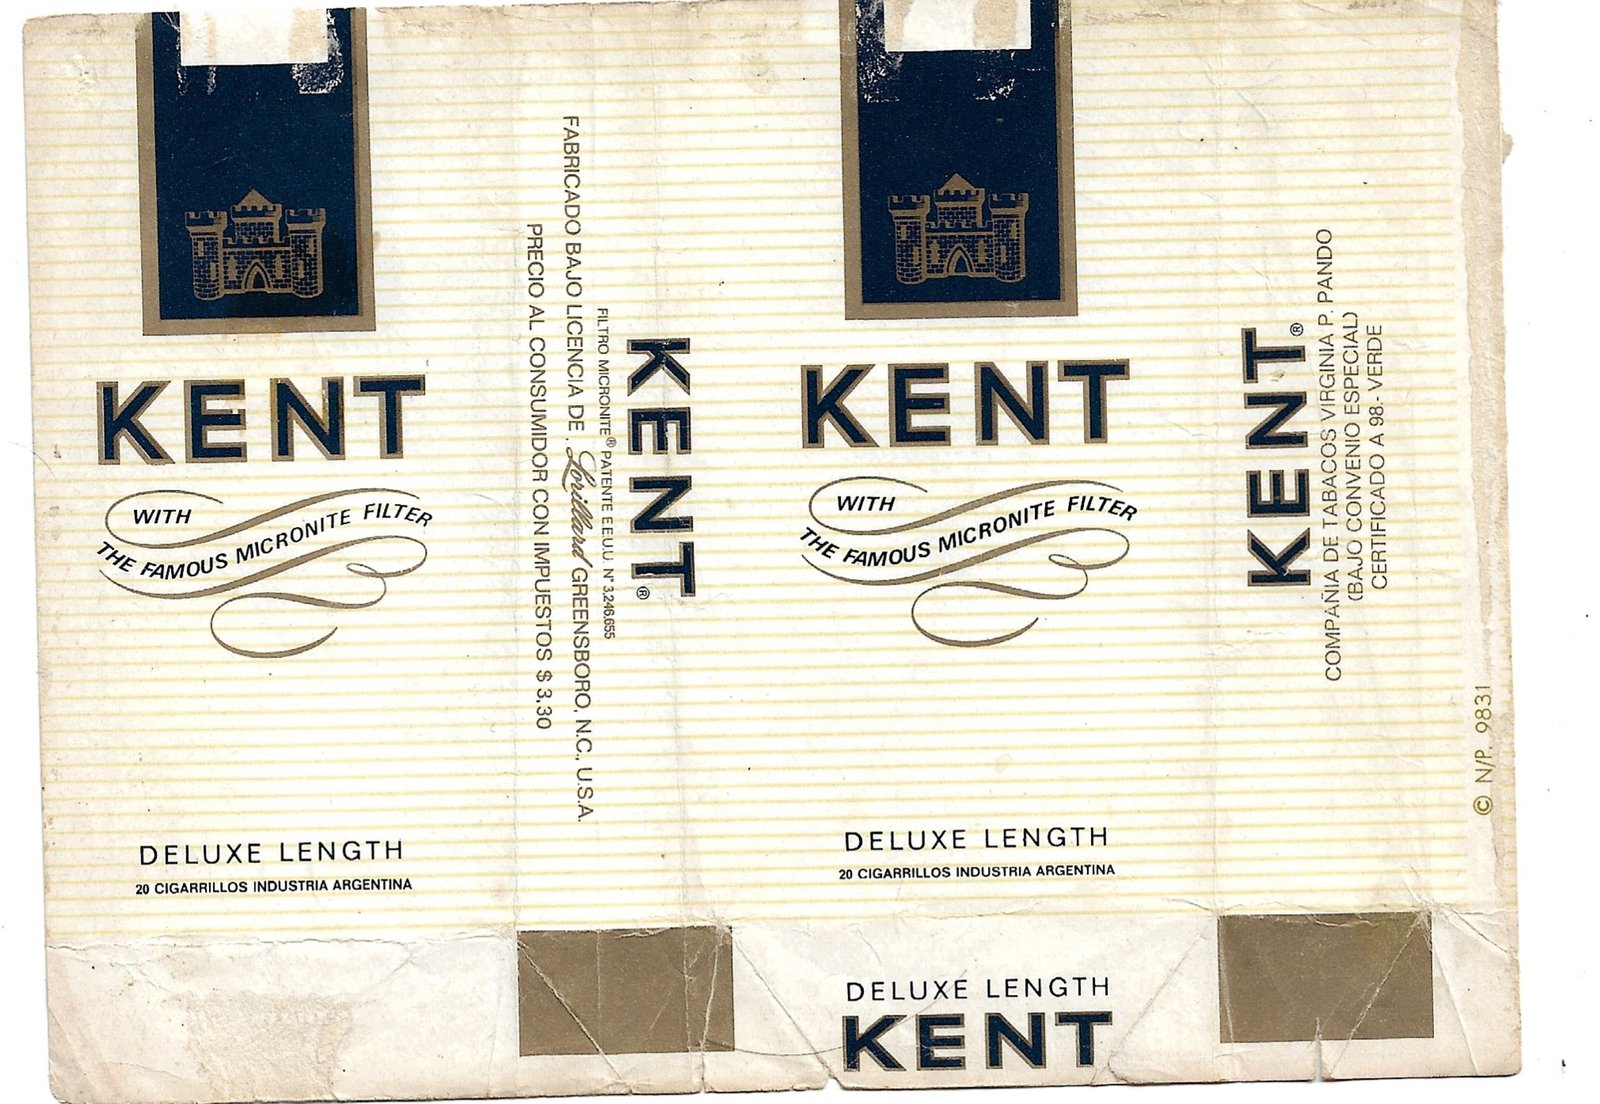 KENT
WITH
THE FAMOUS MICRONITE FILTER
DELUXE LENGTH
20 CIGARRILLOS INDUSTRIA ARGENTINA
KENT®
FILTRO MICRONITE® PATENTE E.E.U.U. N° 3,246,655
FABRICADO BAJO LICENCIA DE . Lorillard GREENSBORO, N.C., U.S.A.
PRECIO AL CONSUMIDOR CON IMPUESTOS $ 3,30
KENT
WITH
THE FAMOUS MICRONITE FILTER
DELUXE LENGTH
20 CIGARRILLOS INDUSTRIA ARGENTINA
DELUXE LENGTH
KENT
KENT®
COMPAÑIA DE TABACOS VIRGINIA P. PANDO
(BAJO CONVENIO ESPECIAL)
CERTIFICADO A 98.- VERDE
© N/P. 9831